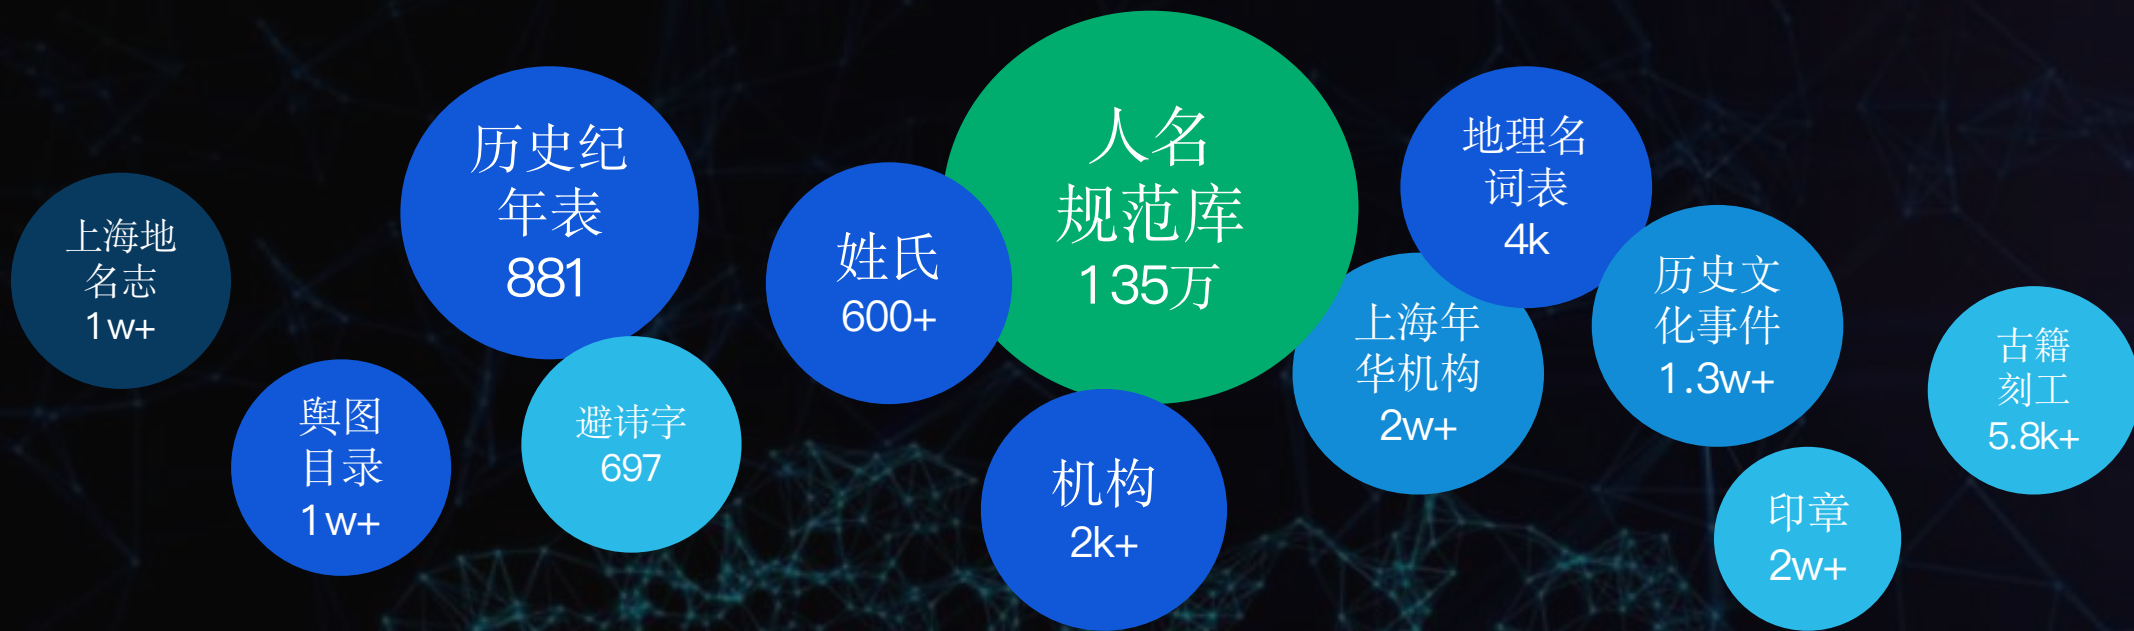 上海地
名志
1w+
舆图
目录
1w+
历史纪
年表
881
避讳字
697
姓氏
600+
人名
规范库
135万
机构
2k+
上海年
华机构
2w+
地理名
词表
4k
历史文
化事件
1.3w+
印章
2w+
古籍
刻工
5.8k+